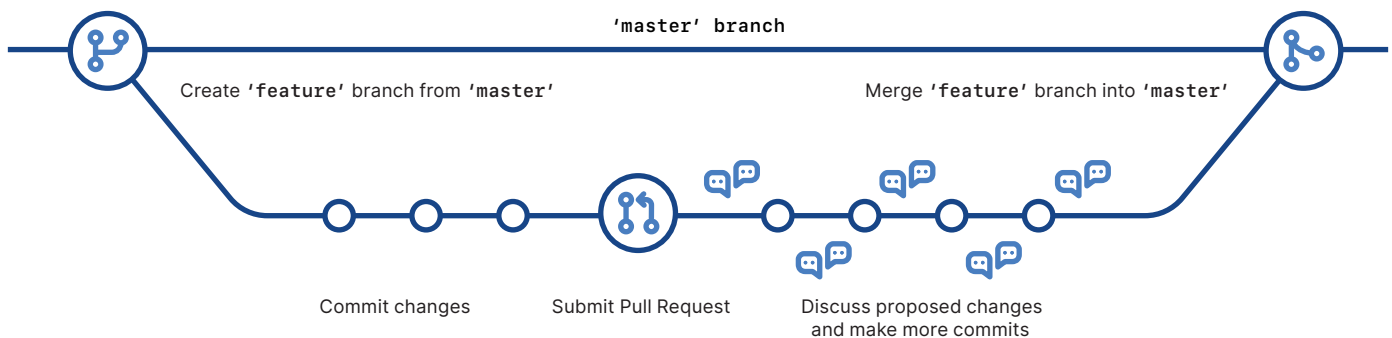 ‘master’ branch
Create ‘feature’ branch from ‘master’
Merge ‘feature’ branch into ‘master’
Commit changes
Submit Pull Request
Discuss proposed changes
and make more commits